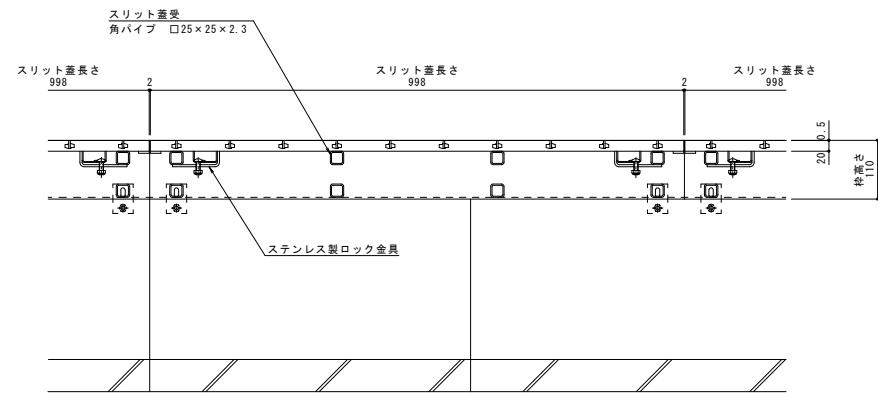 スリット蓋受
角パイプ □25×25×2.3
スリット蓋長さ
998
2
スリット蓋長さ
998
2
スリット蓋長さ
998
0.5
20
枠高さ
110
ステンレス製ロック金具